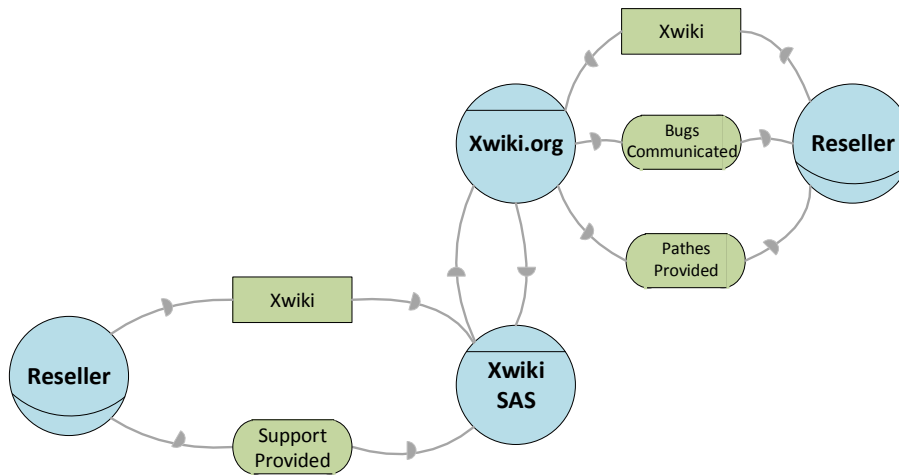 Xwiki
Xwiki.org
Bugs
Communicated
Reseller
Pathes
Provided
Xwiki
Reseller
Xwiki
SAS
Support
Provided